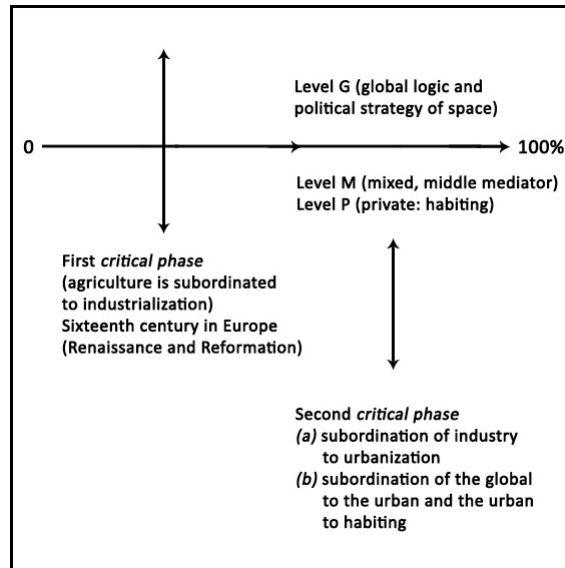 Level G (global logic and
political strategy of space)
0
100%
Level M (mixed, middle mediator)
Level P (private: habiting)
First critical phase
(agriculture is subordinated
to industrialization)
Sixteenth century in Europe
(Renaissance and Reformation)
Second critical phase
(a) subordination of industry
to urbanization
(b) subordination of the global
to the urban and the urban
to habiting